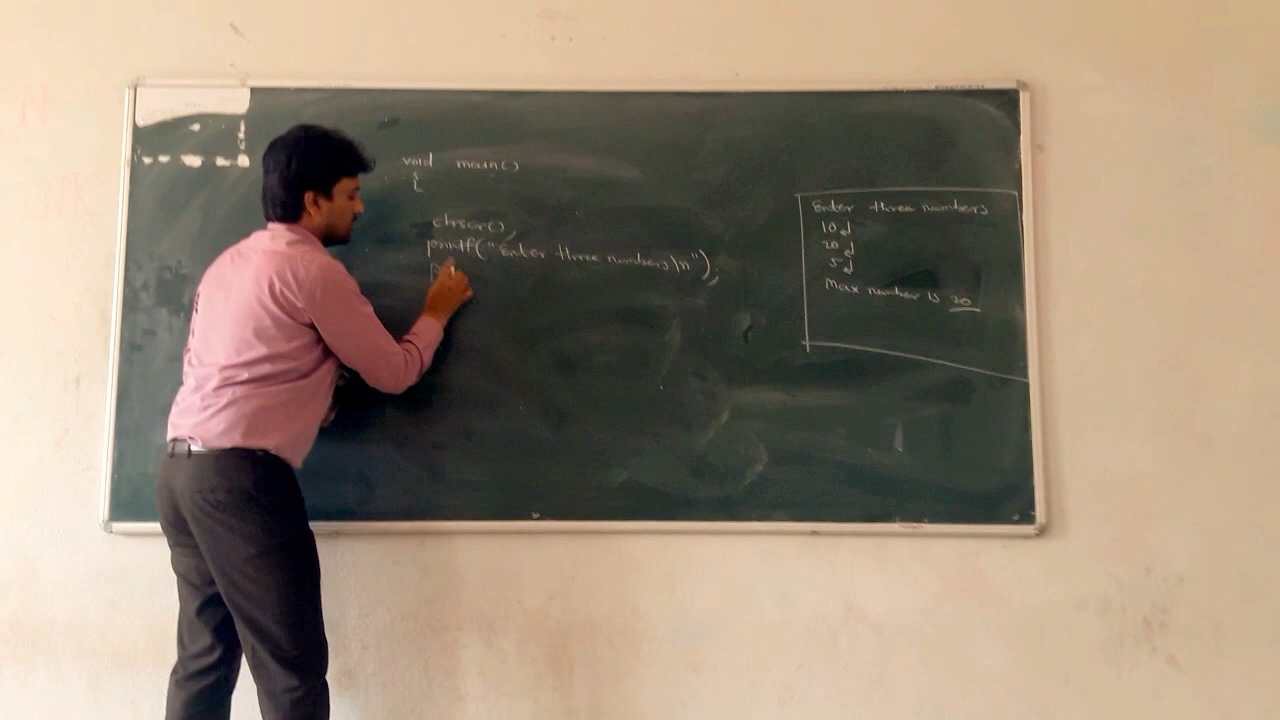 void main()
{
clrscr();
printf("Enter three numbers\n");
Enter three numbers
10 ↲
20 ↲
5 ↲
Max number is 20